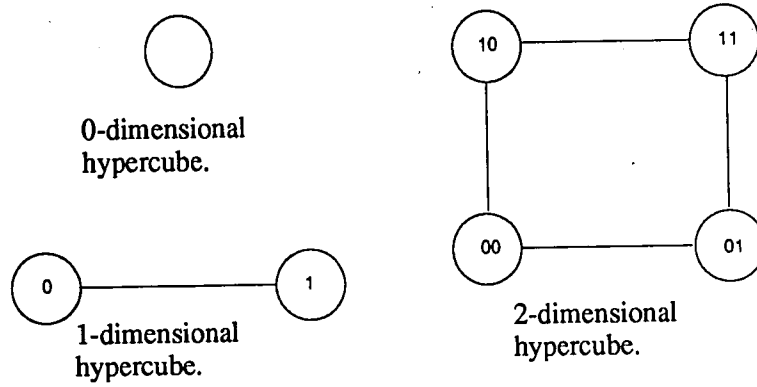 0-dimensional
hypercube.
0
1
1-dimensional
hypercube.
10
11
00
01
2-dimensional
hypercube.